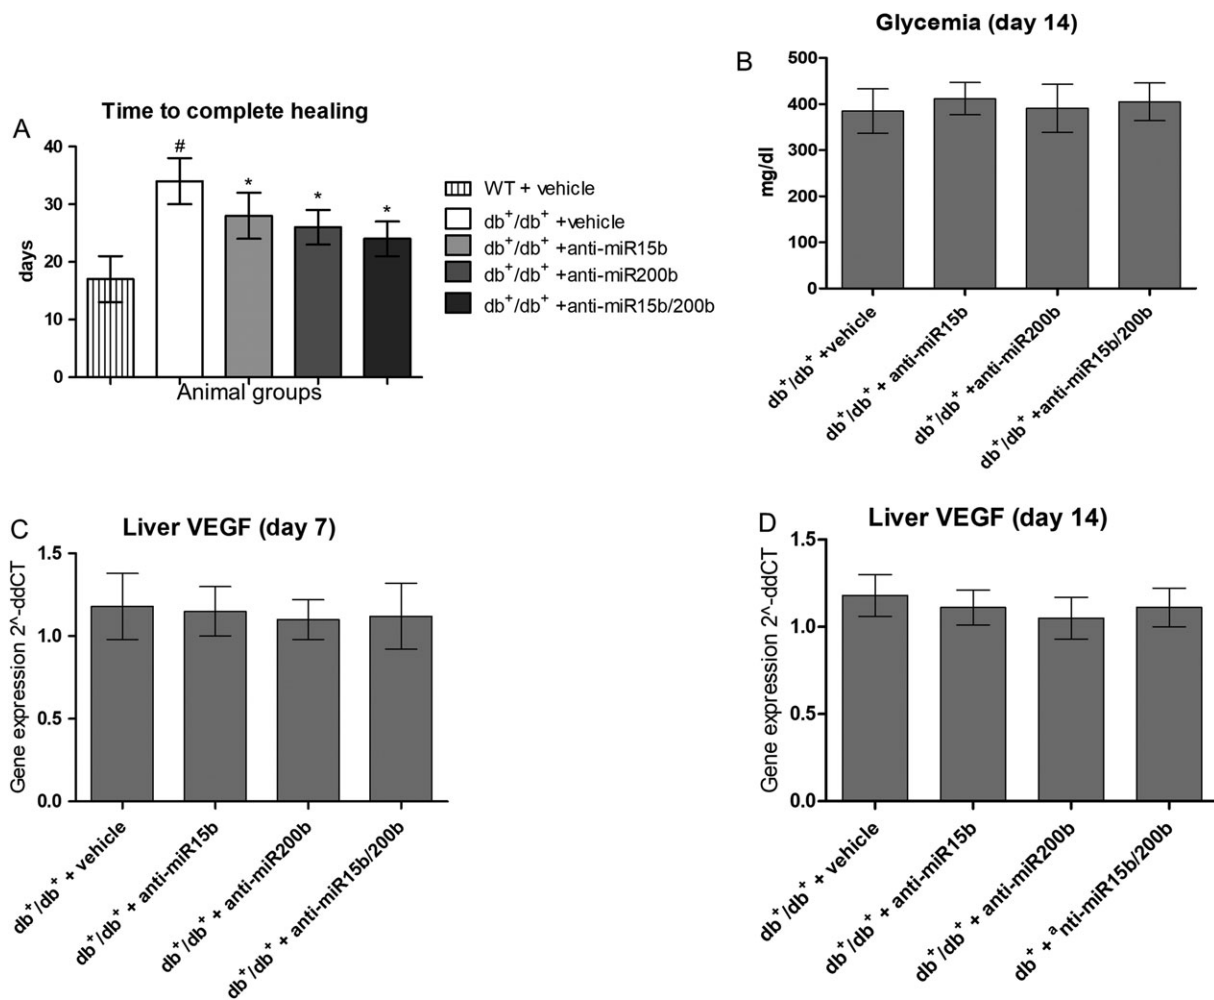 A
Time to complete healing
days
40
30
20
10
0
#
*
*
*
Animal groups
WT + vehicle
db+/db+ +vehicle
db+/db+ +anti-miR15b
db+/db+ +anti-miR200b
db+/db+ +anti-miR15b/200b
B
Glycemia (day 14)
mg/dl
500
400
300
200
100
0
db+/db+ +vehicle
db+/db+ + anti-miR15b
db+/db+ +anti-miR200b
db+/db+ +anti-miR15b/200b
C
Liver VEGF (day 7)
Gene expression 2^-ddCT
1.5
1.0
0.5
0.0
db+/db+ + vehicle
db+/db+ + anti-miR15b
db+/db+ + anti-miR200b
db+/db+ + anti-miR15b/200b
D
Liver VEGF (day 14)
Gene expression 2^-ddCT
1.5
1.0
0.5
0.0
db+/db+ + vehicle
db+/db+ + anti-miR15b
db+/db+ + anti-miR200b
db+ + anti-miR15b/200b